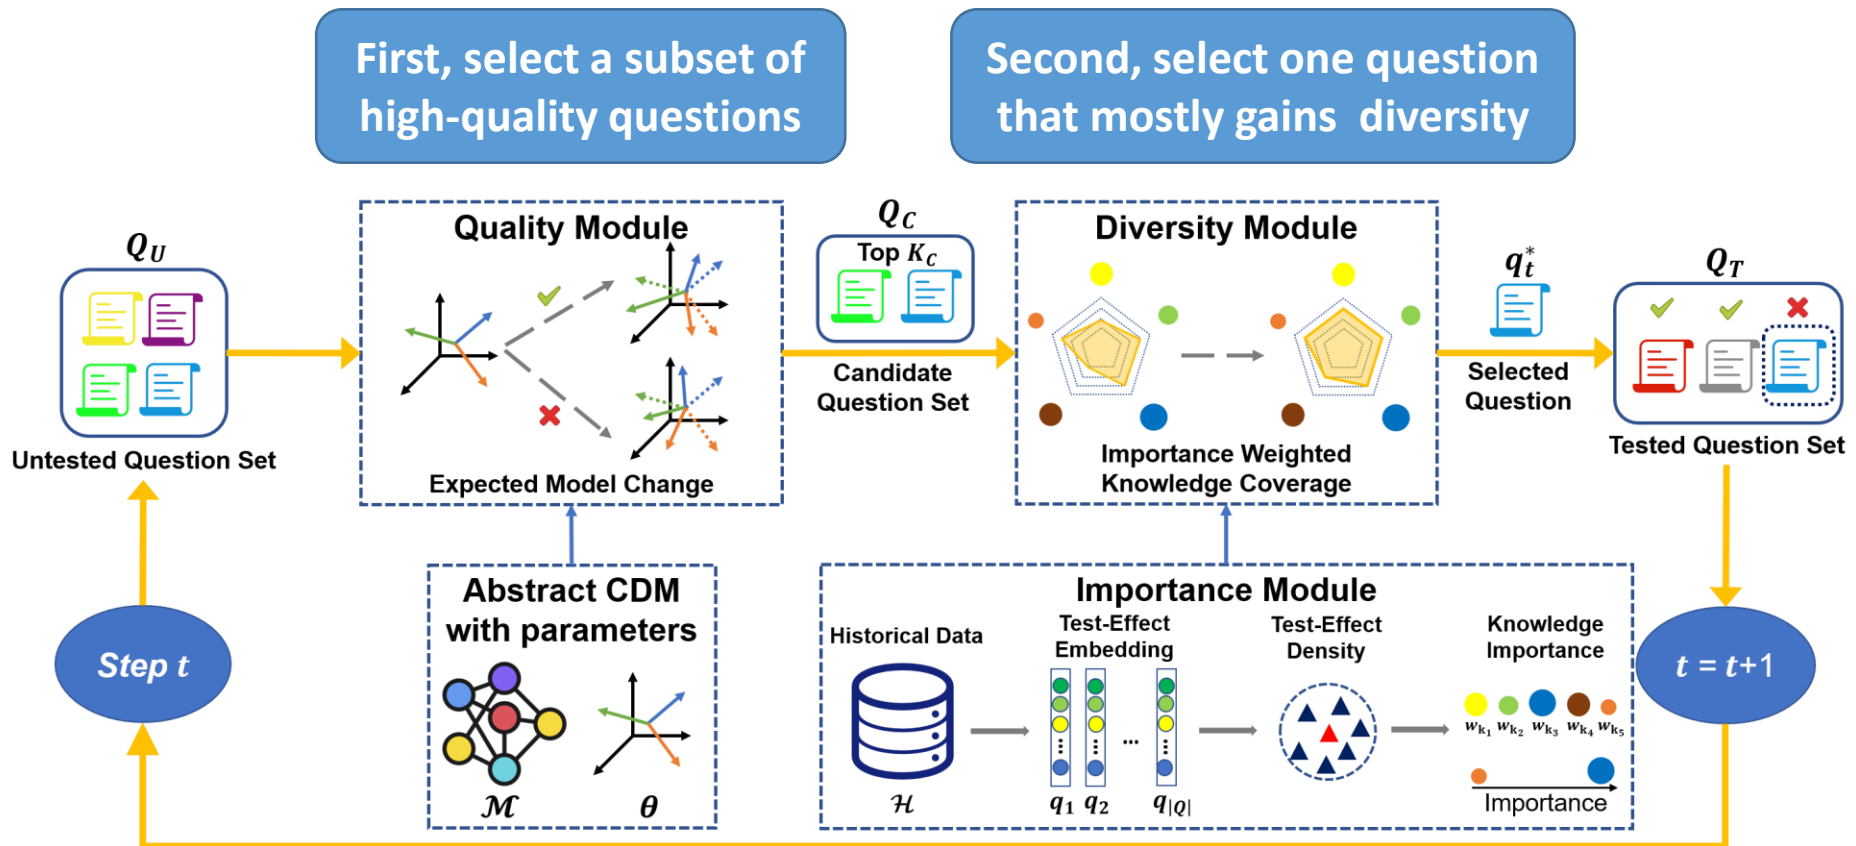 First, select a subset of
high-quality questions
Second, select one question
that mostly gains  diversity
Q_U
Untested Question Set
Quality Module
Expected Model Change
Q_C
Top K_C
Candidate
Question Set
Diversity Module
Importance Weighted
Knowledge Coverage
q_t^*
Selected
Question
Q_T
Tested Question Set
Step t
Abstract CDM
with parameters
ℳ
θ
Importance Module
Historical Data
ℋ
Test-Effect
Embedding
...
q_1 q_2 q_|Q|
Test-Effect
Density
Knowledge
Importance
w_k1 w_k2 w_k3 w_k4 w_k5
Importance
t = t+1